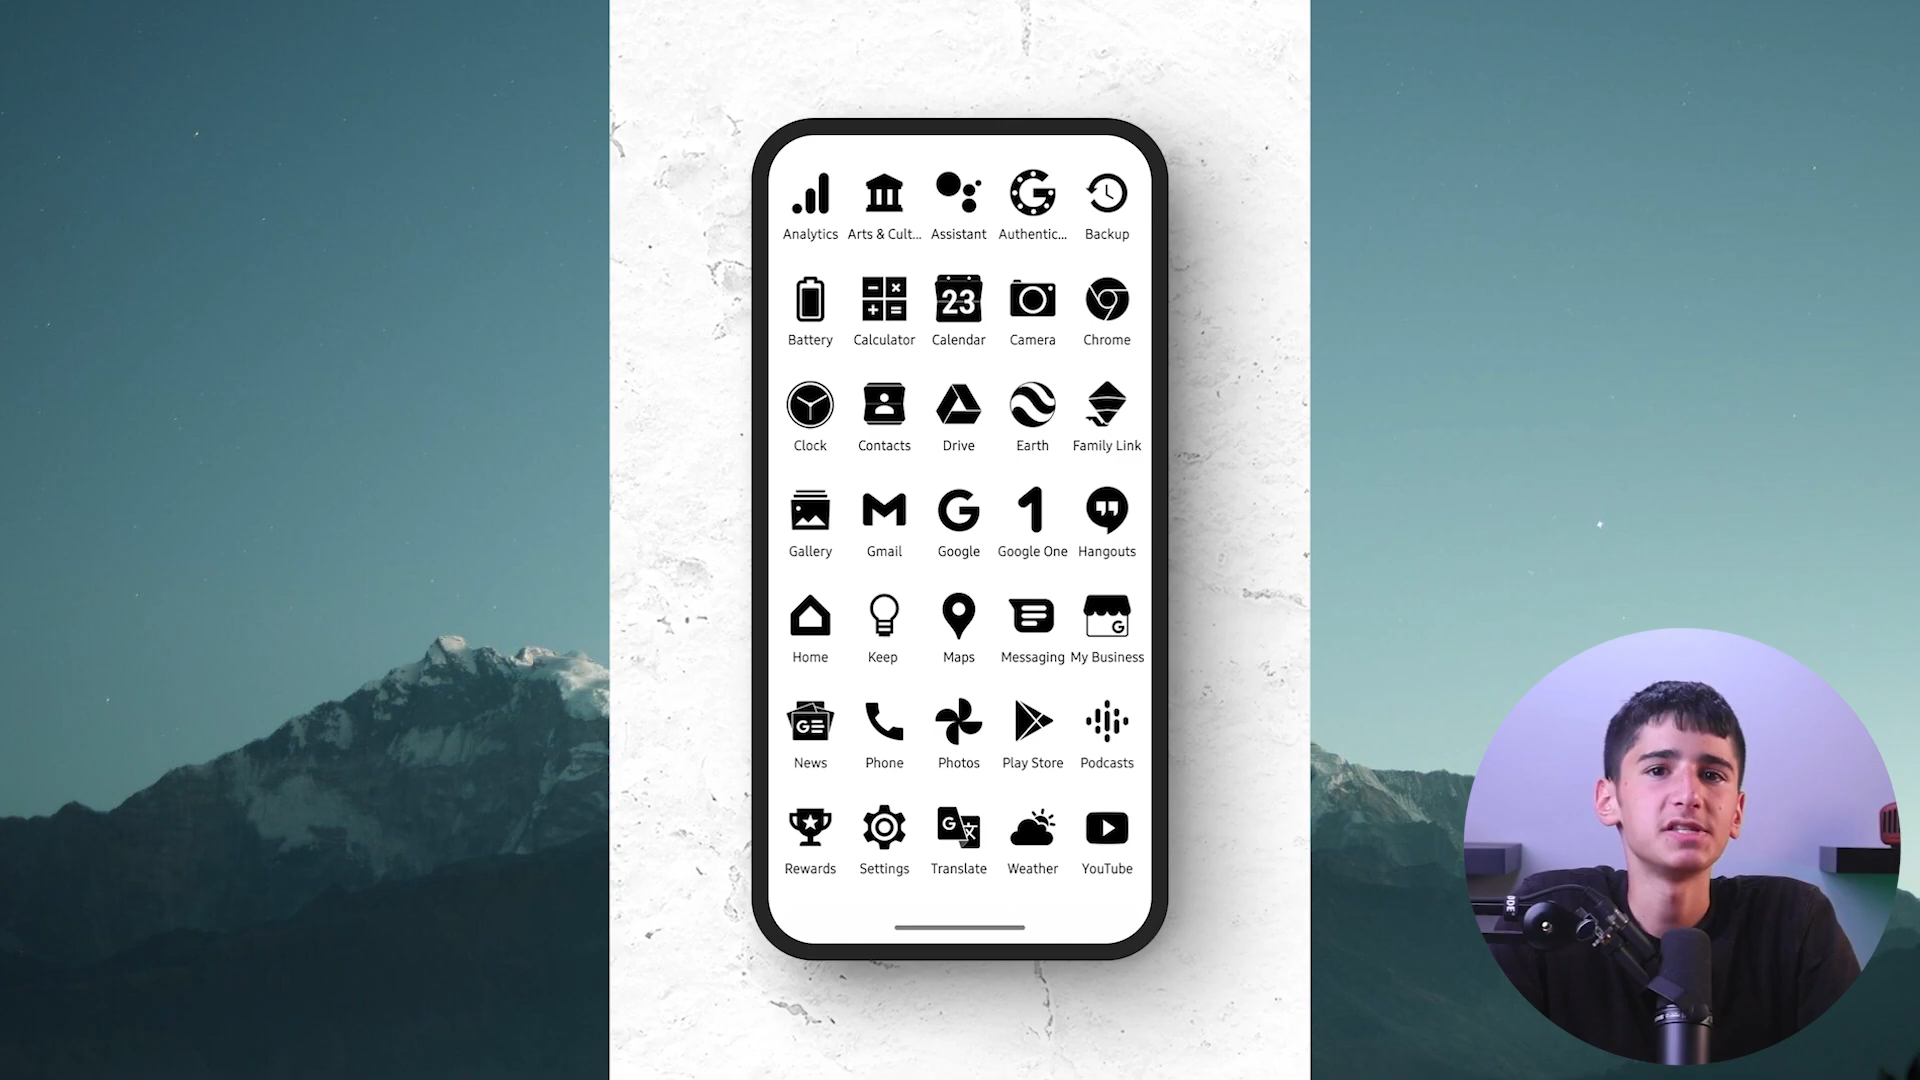 Analytics Arts & Cult... Assistant Authentic... Backup
23
Battery Calculator Calendar Camera Chrome
Clock Contacts Drive Earth Family Link
Gallery Gmail Google Google One Hangouts
Home Keep Maps Messaging My Business
News Phone Photos Play Store Podcasts
Rewards Settings Translate Weather YouTube